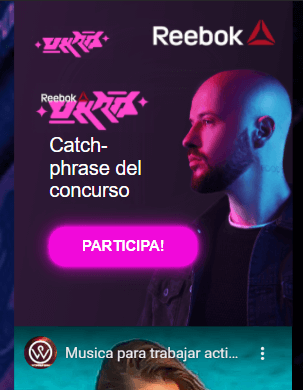 Reebok
Reebok
Catch-
phrase del
concurso
PARTICIPA!
Musica para trabajar acti...